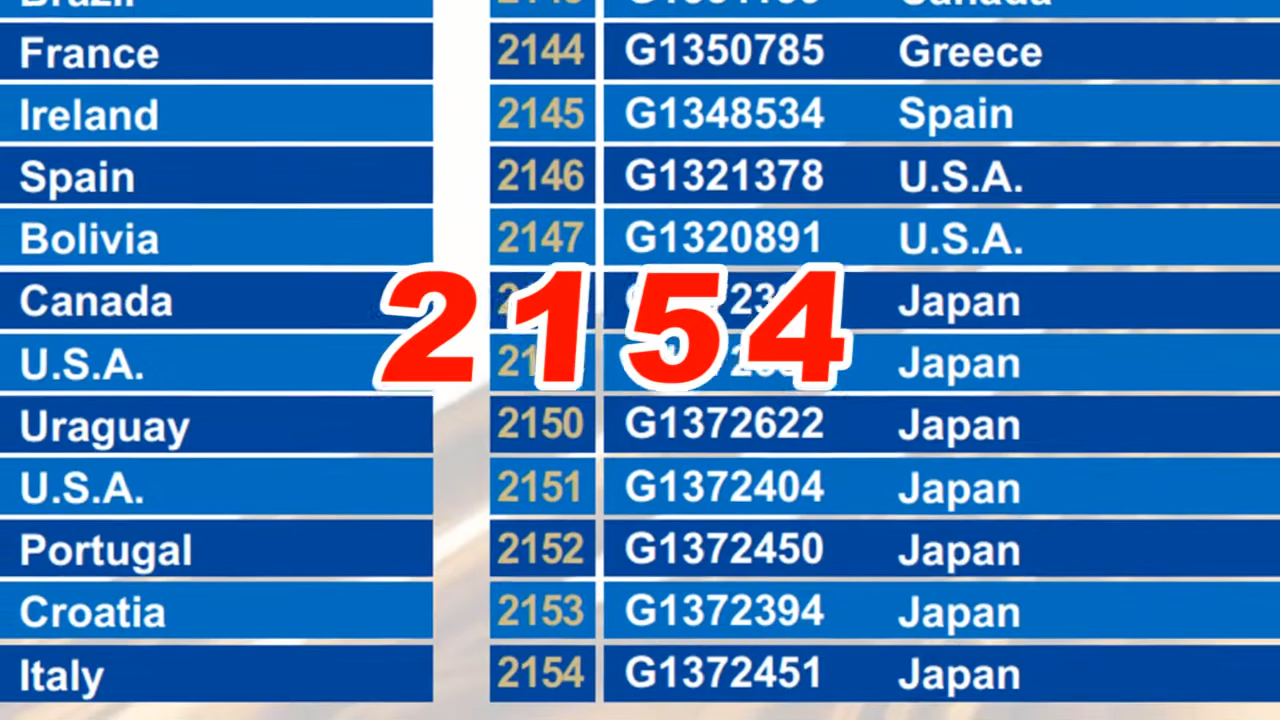 France 2144 G1350785 Greece
Ireland 2145 G1348534 Spain
Spain 2146 G1321378 U.S.A.
Bolivia 2147 G1320891 U.S.A.
Canada Japan
2154
U.S.A. Japan
Uraguay 2150 G1372622 Japan
U.S.A. 2151 G1372404 Japan
Portugal 2152 G1372450 Japan
Croatia 2153 G1372394 Japan
Italy 2154 G1372451 Japan